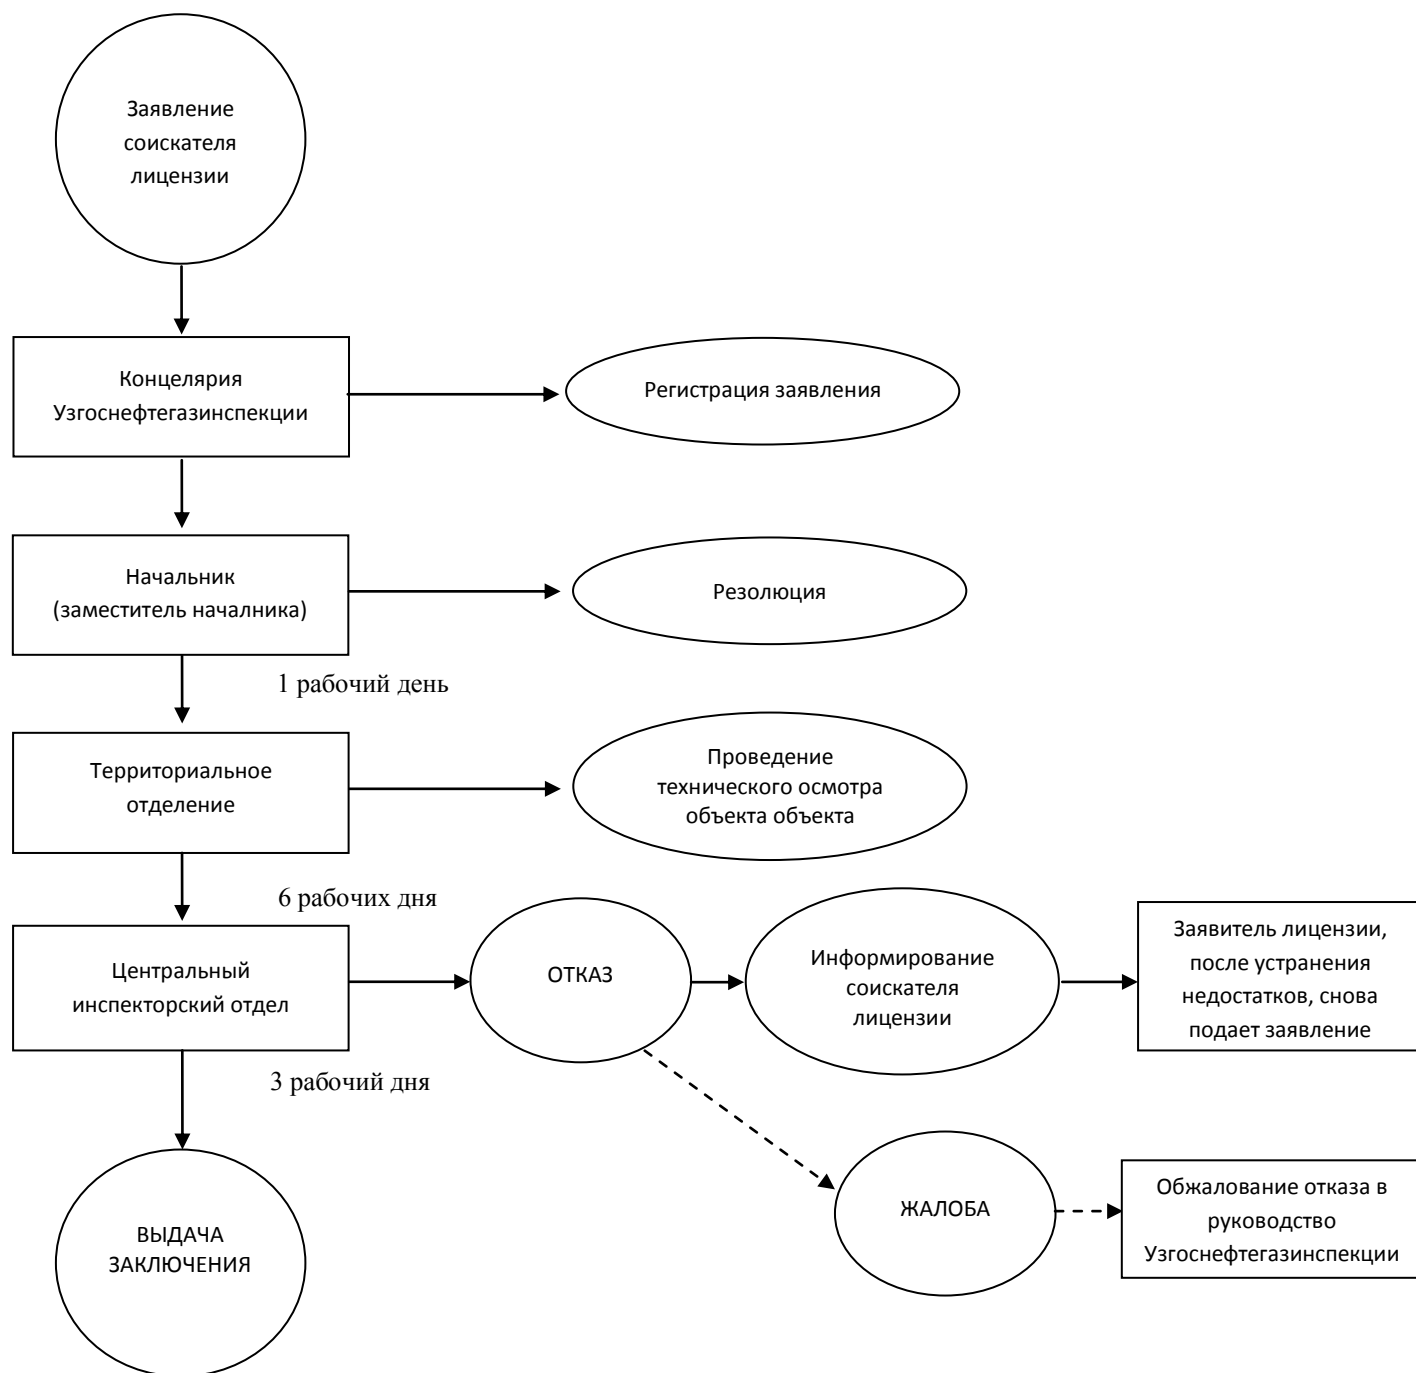 Заявление
соискателя
лицензии
Концелярия
Узгоснефтегазинспекции
Регистрация заявления
Начальник
(заместитель началника)
Резолюция
1 рабочий день
Территориальное
отделение
Проведение
технического осмотра
объекта объекта
6 рабочих дня
Центральный
инспекторский отдел
ОТКАЗ
Информирование
соискателя
лицензии
Заявитель лицензии,
после устранения
недостатков, снова
подает заявление
3 рабочий дня
ВЫДАЧА
ЗАКЛЮЧЕНИЯ
ЖАЛОБА
Обжалование отказа в
руководство
Узгоснефтегазинспекции